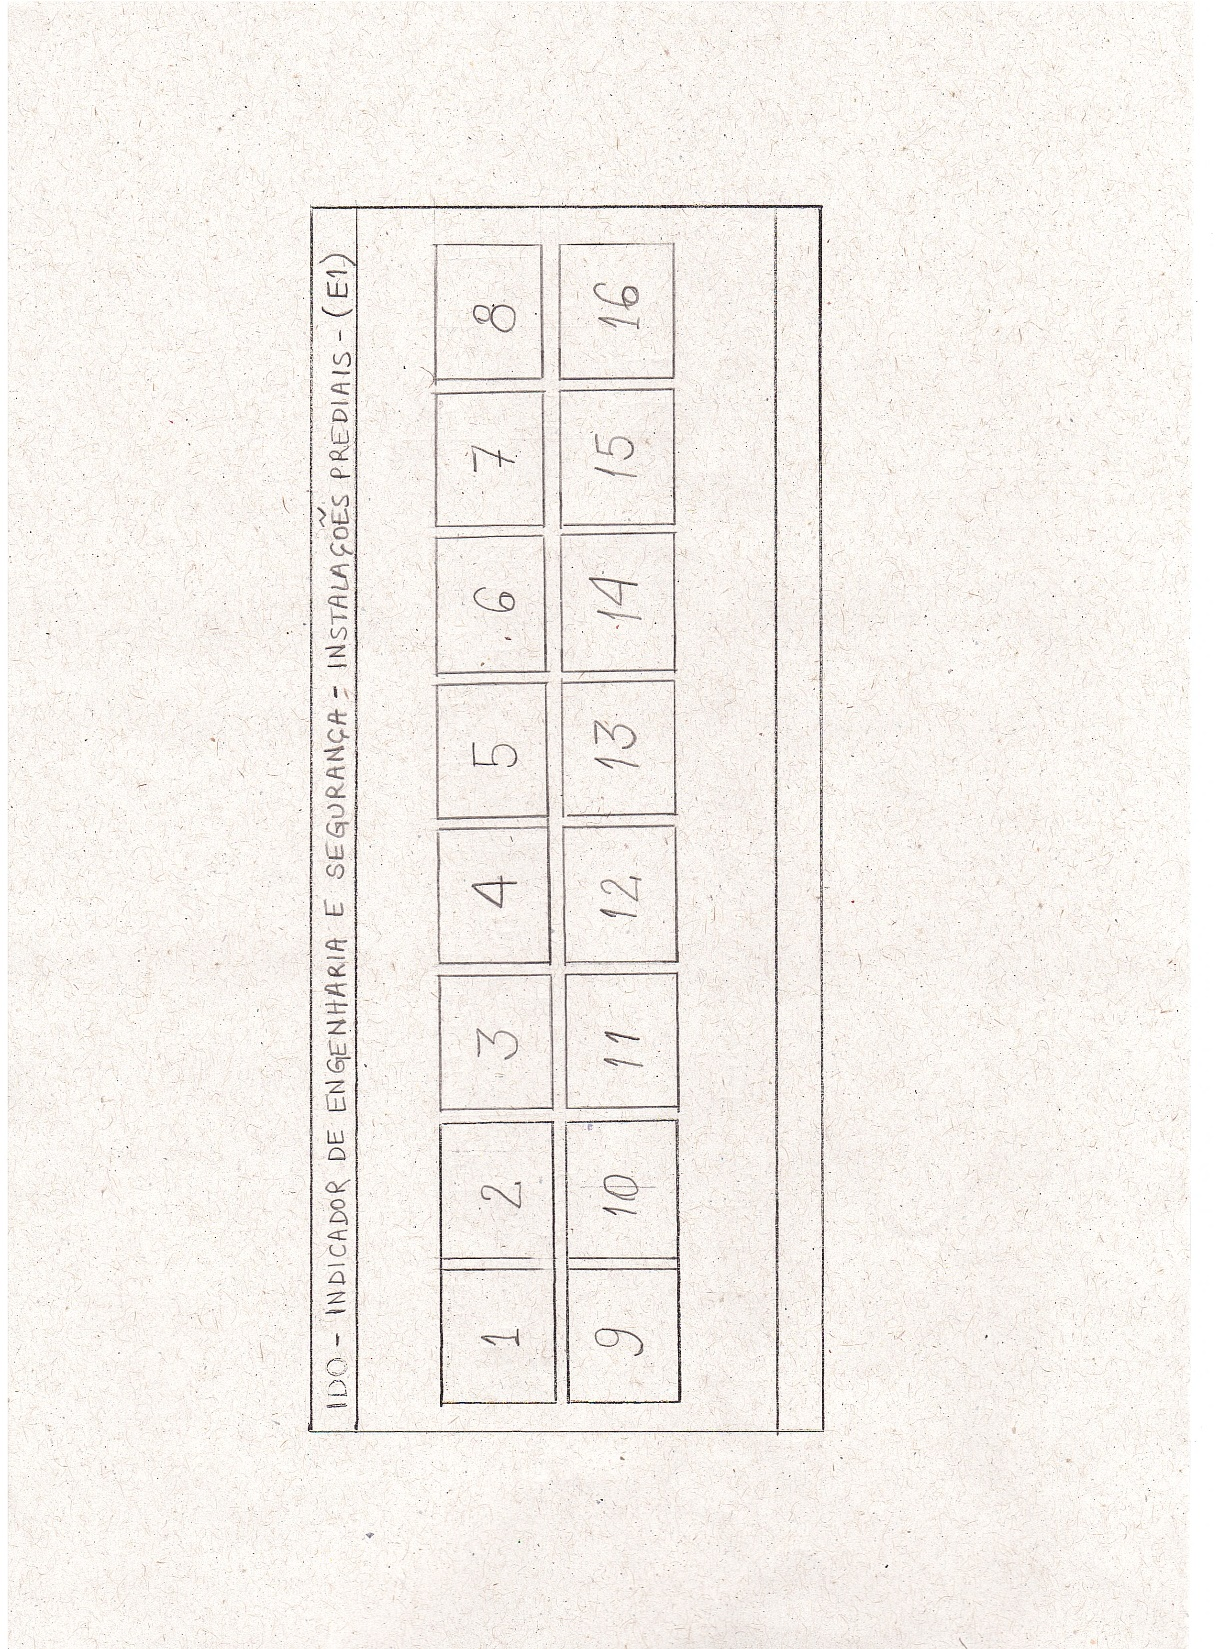 IDO - INDICADOR DE ENGENHARIA E SEGURANÇA - INSTALAÇÕES PREDIAIS - (E1)
1 2 3 4 5 6 7 8
9 10 11 12 13 14 15 16